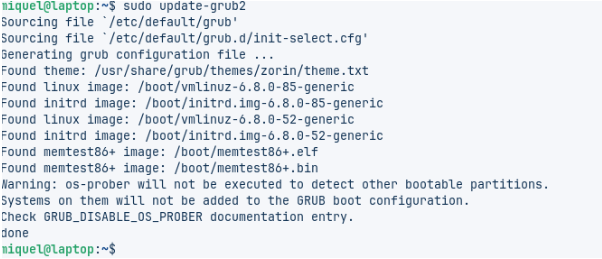 miquel@laptop:~$ sudo update-grub2
Sourcing file `/etc/default/grub'
Sourcing file `/etc/default/grub.d/init-select.cfg'
Generating grub configuration file ...
Found theme: /usr/share/grub/themes/zorin/theme.txt
Found linux image: /boot/vmlinuz-6.8.0-85-generic
Found initrd image: /boot/initrd.img-6.8.0-85-generic
Found linux image: /boot/vmlinuz-6.8.0-52-generic
Found initrd image: /boot/initrd.img-6.8.0-52-generic
Found memtest86+ image: /boot/memtest86+.elf
Found memtest86+ image: /boot/memtest86+.bin
Warning: os-prober will not be executed to detect other bootable partitions.
Systems on them will not be added to the GRUB boot configuration.
Check GRUB_DISABLE_OS_PROBER documentation entry.
done
miquel@laptop:~$